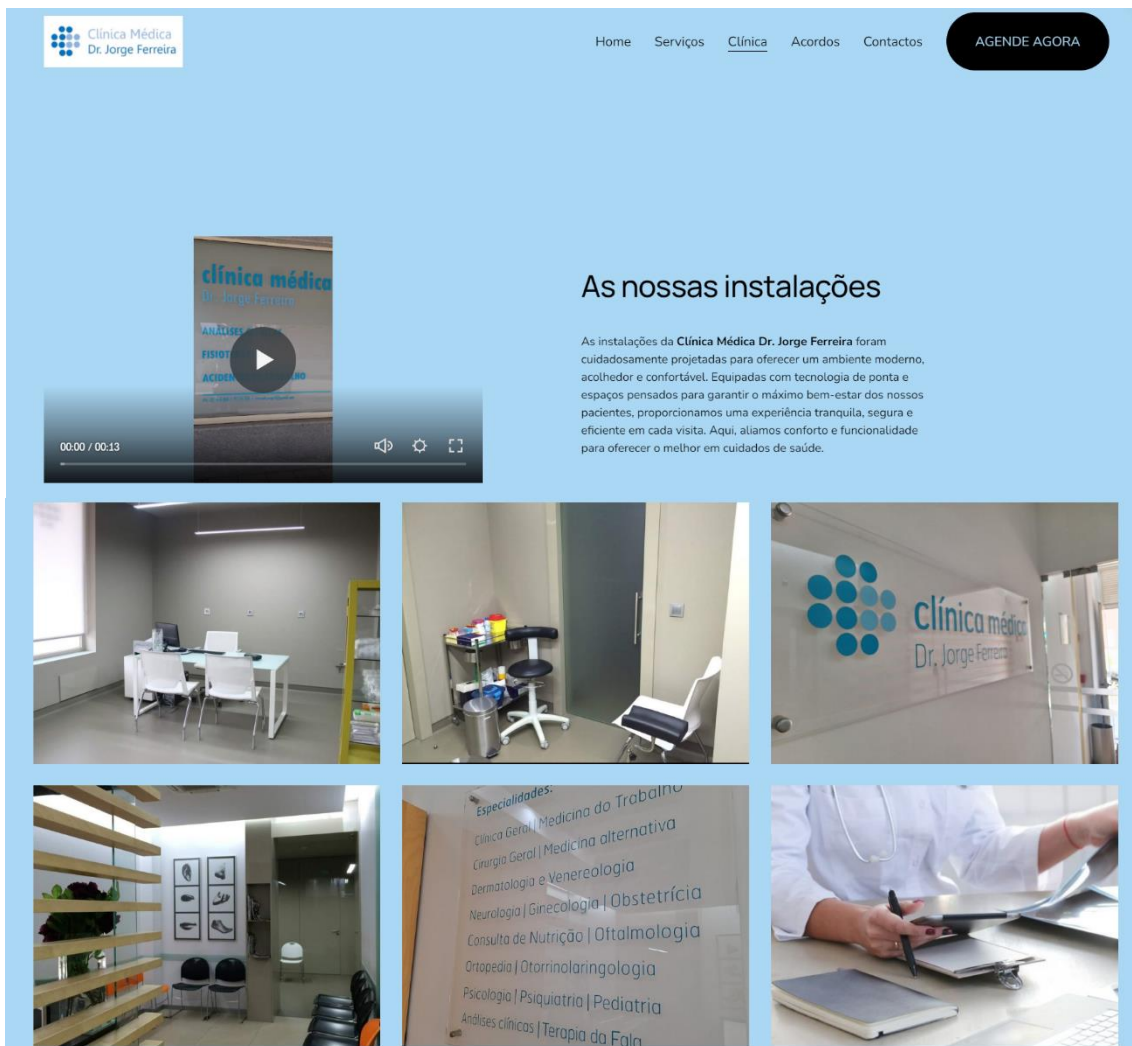 Clínica Médica
Dr. Jorge Ferreira
Home Serviços Clínica Acordos Contactos AGENDE AGORA
clínica médica
Dr. Jorge Ferreira
ANÁLISES
As nossas instalações
As instalações da Clínica Médica Dr. Jorge Ferreira foram
cuidadosamente projetadas para oferecer um ambiente moderno,
acolhedor e confortável. Equipadas com tecnologia de ponta e
espaços pensados para garantir o máximo bem-estar dos nossos
pacientes, proporcionamos uma experiência tranquila, segura e
eficiente em cada visita. Aqui, aliamos conforto e funcionalidade
para oferecer o melhor em cuidados de saúde.
00:00 / 00:13
clínica médica
Dr. Jorge Ferreira
Especialidades:
Clínica Geral | Medicina do Trabalho
Cirurgia Geral | Medicina alternativa
Dermatologia e Venereologia
Neurologia | Ginecologia | Obstetrícia
Consulta de Nutrição | Oftalmologia
Ortopedia | Otorrinolaringologia
Psicologia | Psiquiatria | Pediatria
Análises clínicas | Terapia da Fala